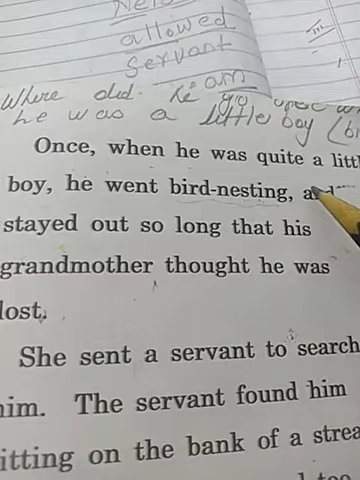 allowed
Servant
Where did. he
he was a little boy
Once, when he was quite a litt
boy, he went bird-nesting,
stayed out so long that his
grandmother thought he was
lost.
She sent a servant to search
him. The servant found him
itting on the bank of a strea